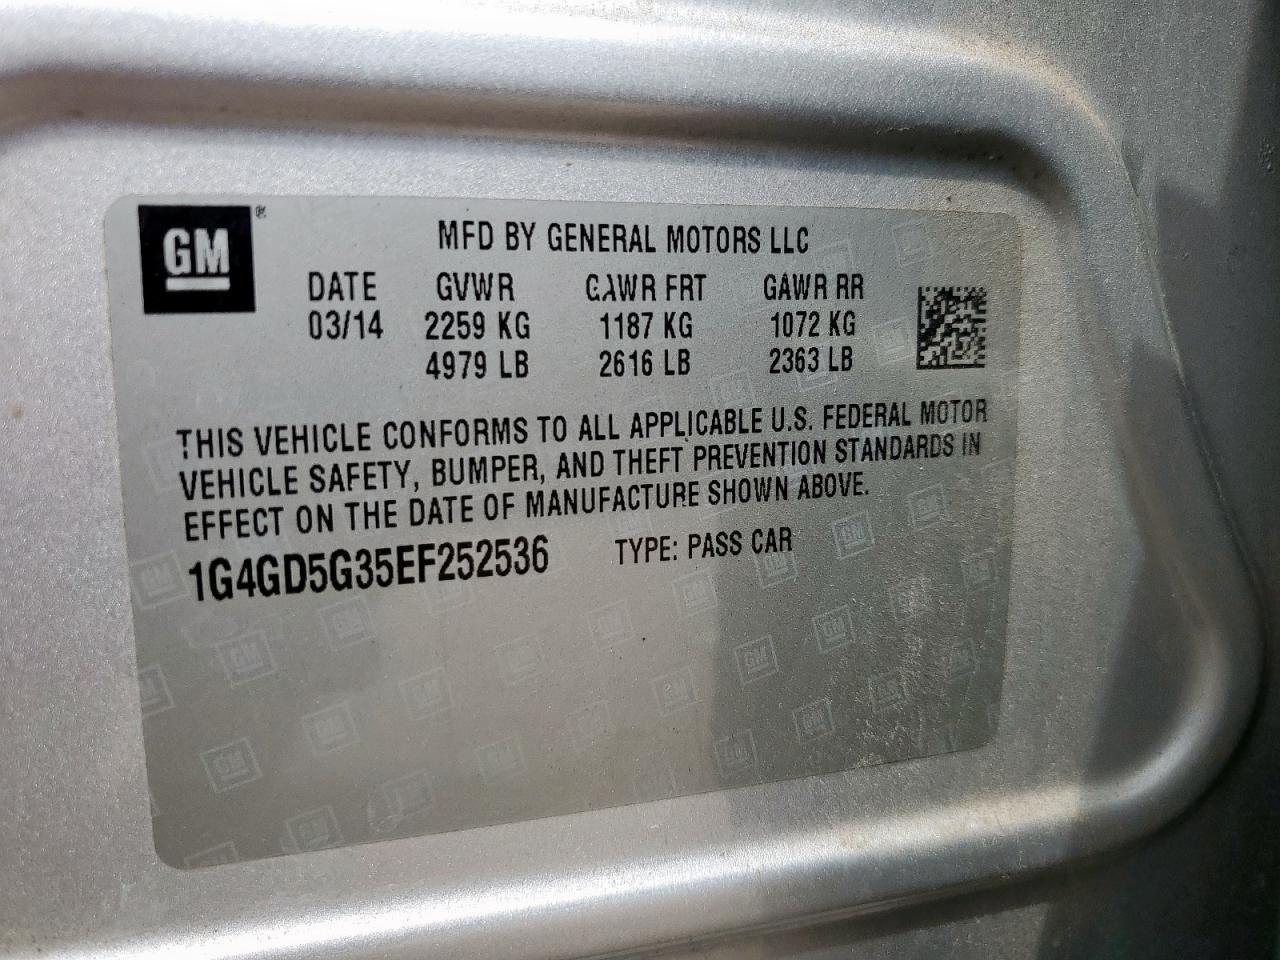 GM ®
MFD BY GENERAL MOTORS LLC
DATE GVWR GAWR FRT GAWR RR
03/14 2259 KG 1187 KG 1072 KG
4979 LB 2616 LB 2363 LB
THIS VEHICLE CONFORMS TO ALL APPLICABLE U.S. FEDERAL MOTOR
VEHICLE SAFETY, BUMPER, AND THEFT PREVENTION STANDARDS IN
EFFECT ON THE DATE OF MANUFACTURE SHOWN ABOVE.
1G4GD5G35EF252536 TYPE: PASS CAR